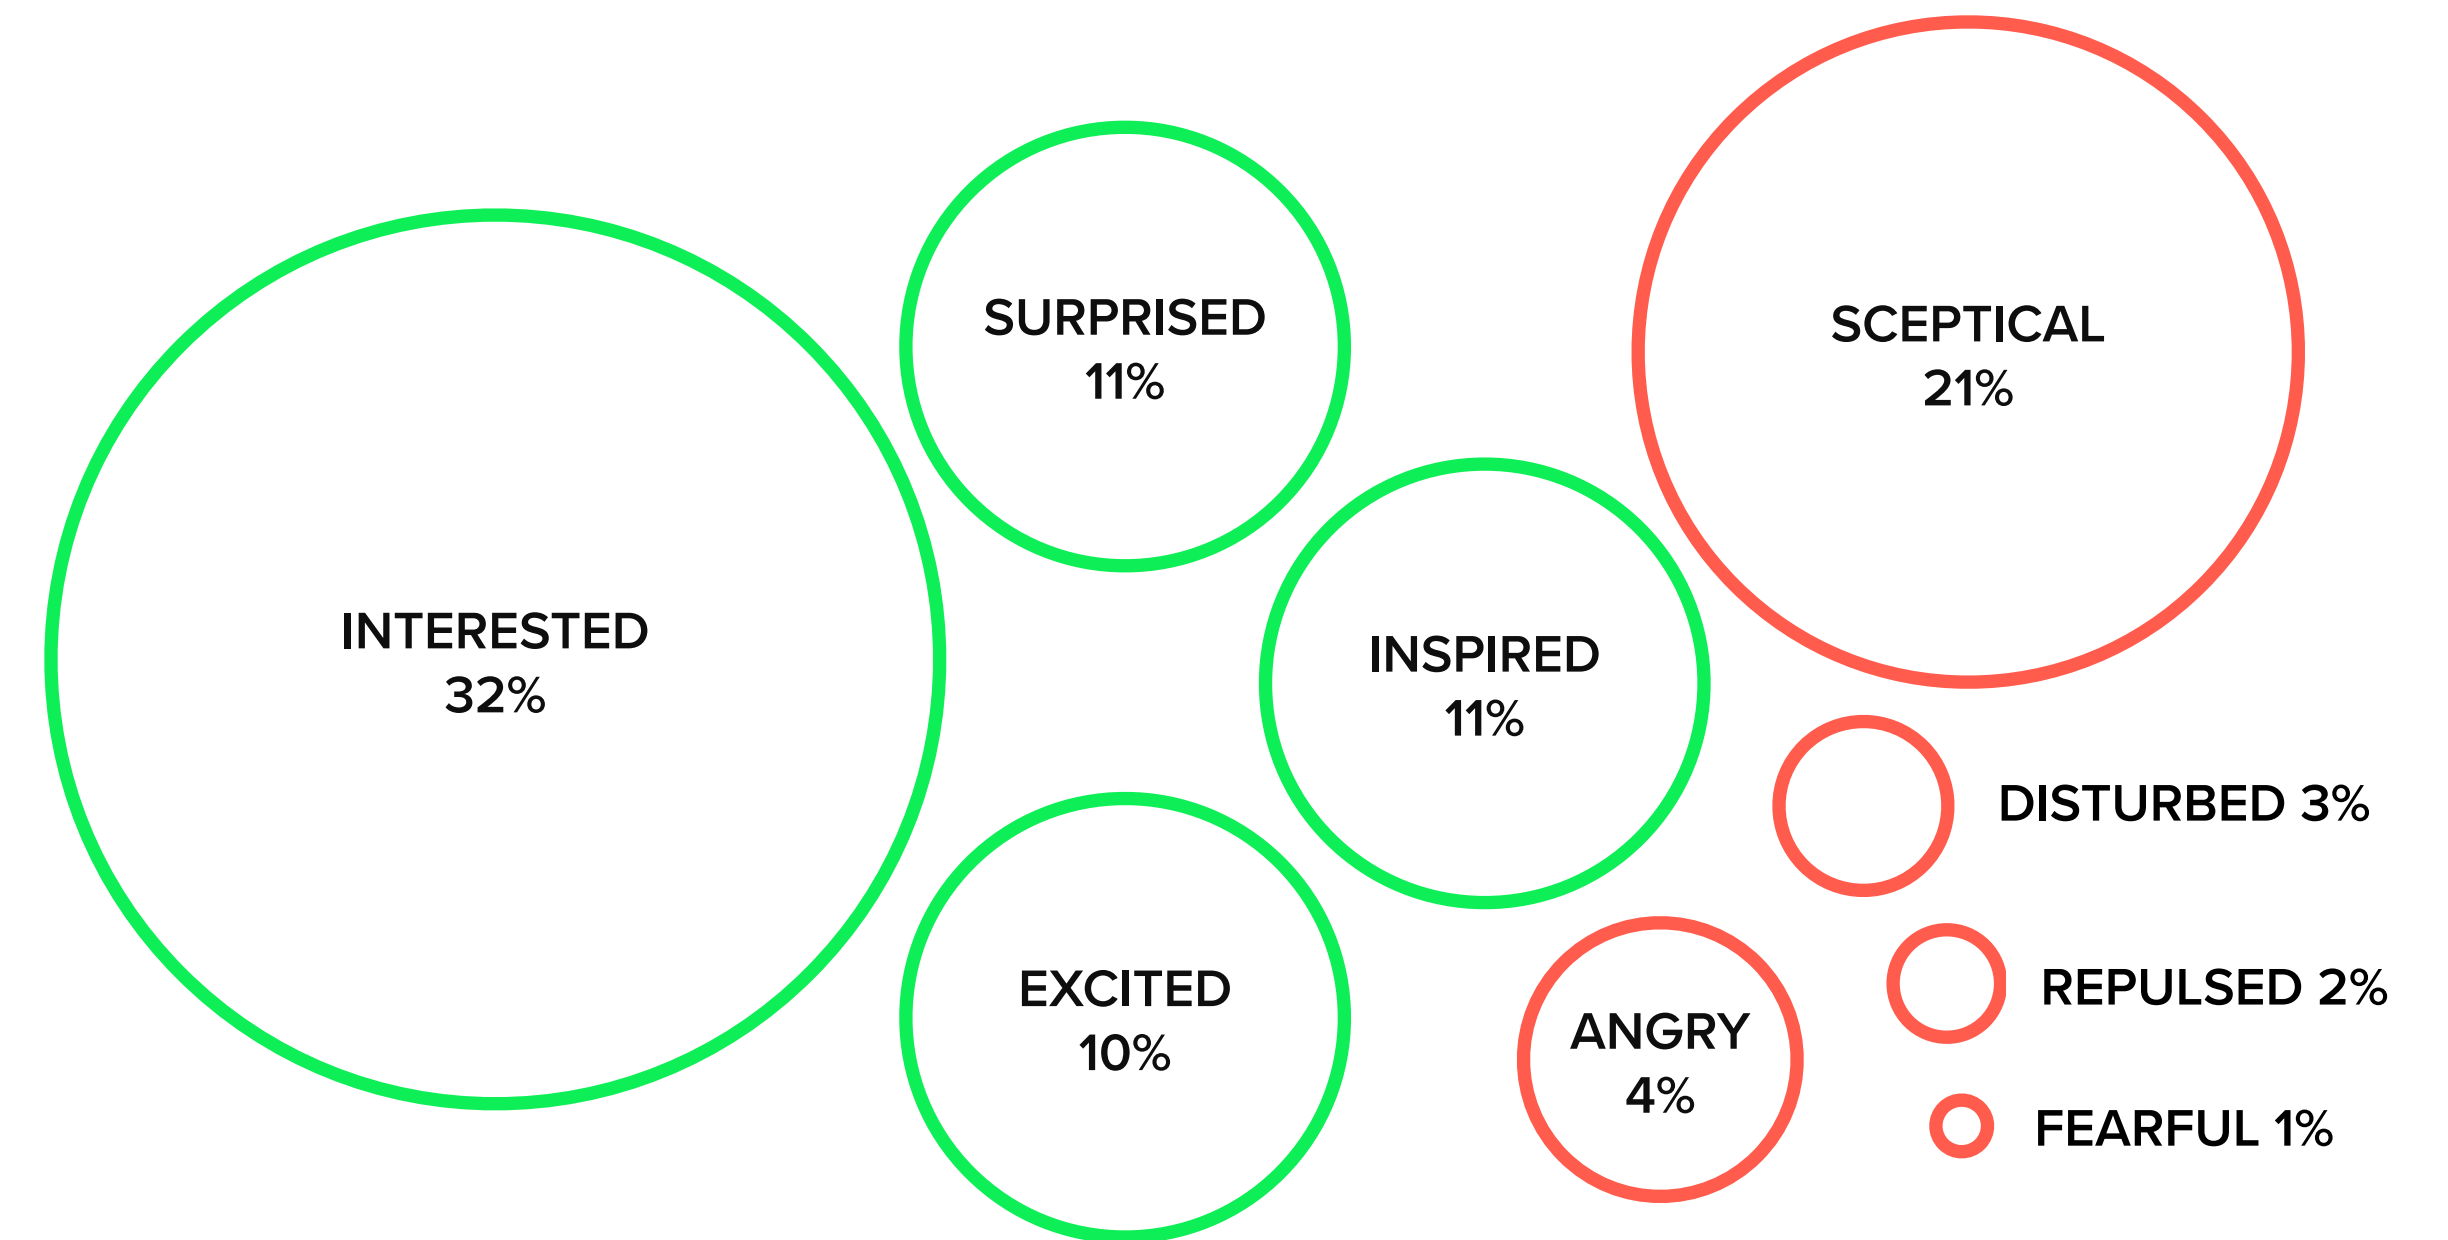 INTERESTED
32%
SURPRISED
11%
INSPIRED
11%
EXCITED
10%
SCEPTICAL
21%
DISTURBED 3%
REPULSED 2%
ANGRY
4%
FEARFUL 1%